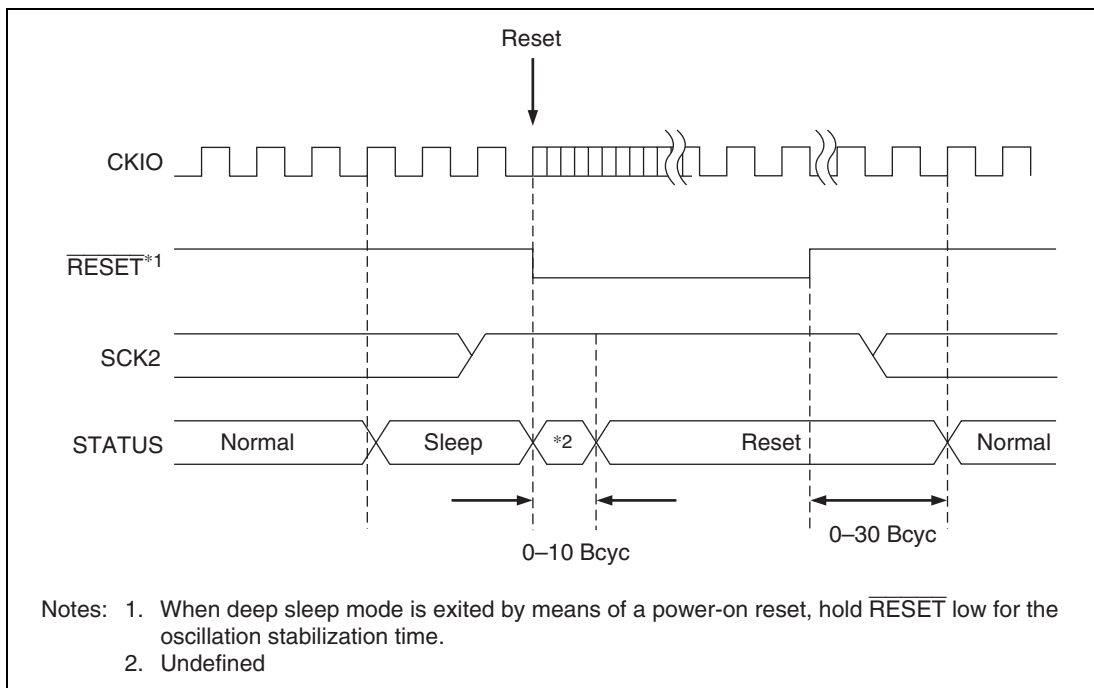 Reset
CKIO
RESET*1
SCK2
STATUS
Normal
Sleep
*2
Reset
Normal
0–10 Bcyc
0–30 Bcyc
Notes: 1. When deep sleep mode is exited by means of a power-on reset, hold RESET low for the
oscillation stabilization time.
2. Undefined